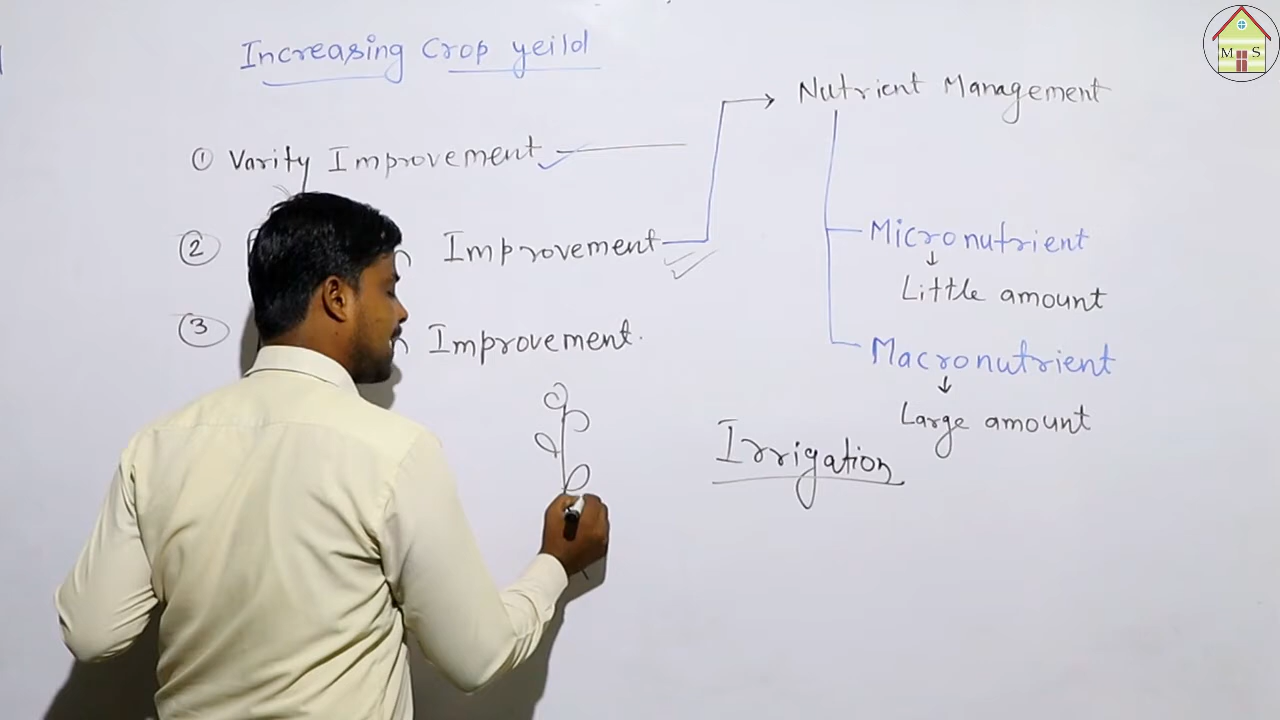 Increasing Crop yeild
① Varity Improvement
② Improvement
③ Improvement.
Nutrient Management
Micronutrient
↓
Little amount
Macronutrient
↓
Large amount
Irrigation
M S